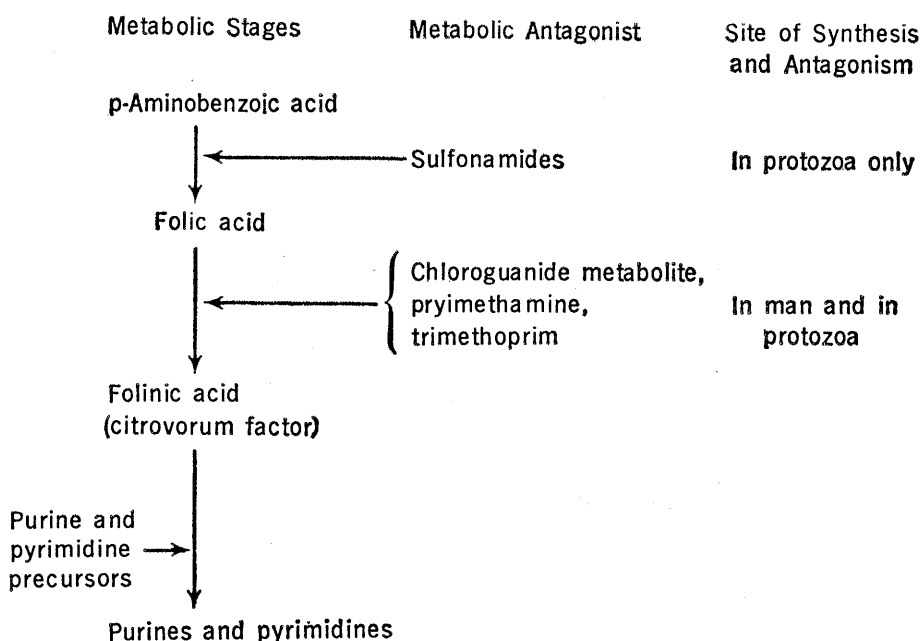 Metabolic Stages
Metabolic Antagonist
Site of Synthesis
and Antagonism
p-Aminobenzoic acid
Sulfonamides
In protozoa only
Folic acid
Chloroguanide metabolite,
pryimethamine,
trimethoprim
In man and in
protozoa
Folinic acid
(citrovorum factor)
Purine and
pyrimidine
precursors
Purines and pyrimidines